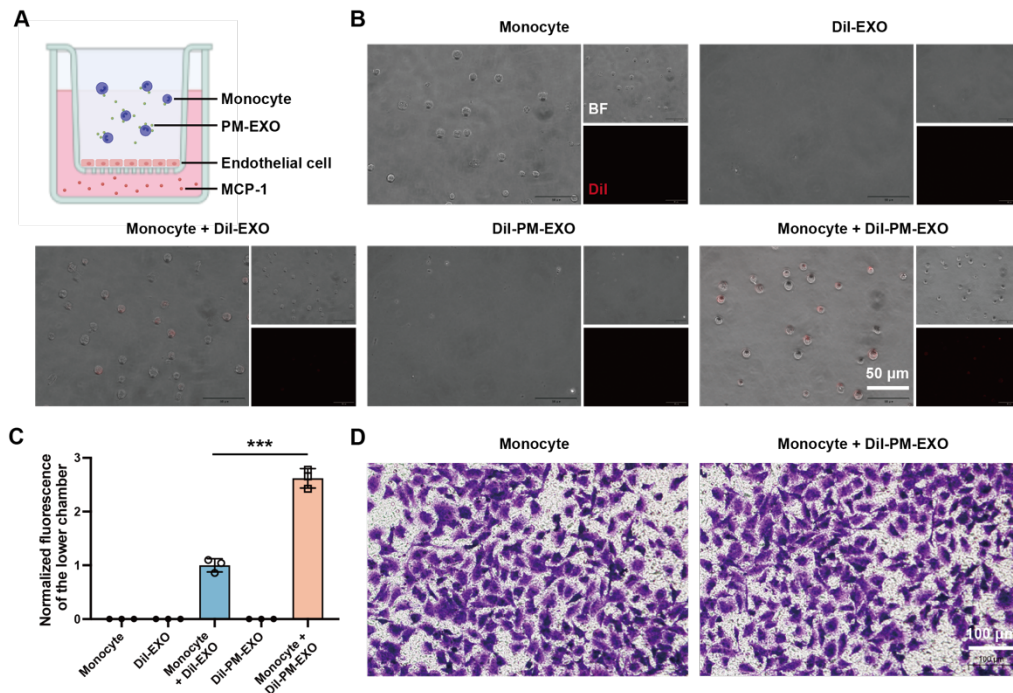 A
Monocyte
PM-EXO
Endothelial cell
MCP-1
B
Monocyte
BF
DiI
DiI-EXO
Monocyte + DiI-EXO
DiI-PM-EXO
Monocyte + DiI-PM-EXO
50 μm
C
***
Normalized fluorescence
of the lower chamber
3
2
1
0
Monocyte
DiI-EXO
Monocyte
+ DiI-EXO
DiI-PM-EXO
Monocyte +
DiI-PM-EXO
D
Monocyte
Monocyte + DiI-PM-EXO
100 μm
100 μm